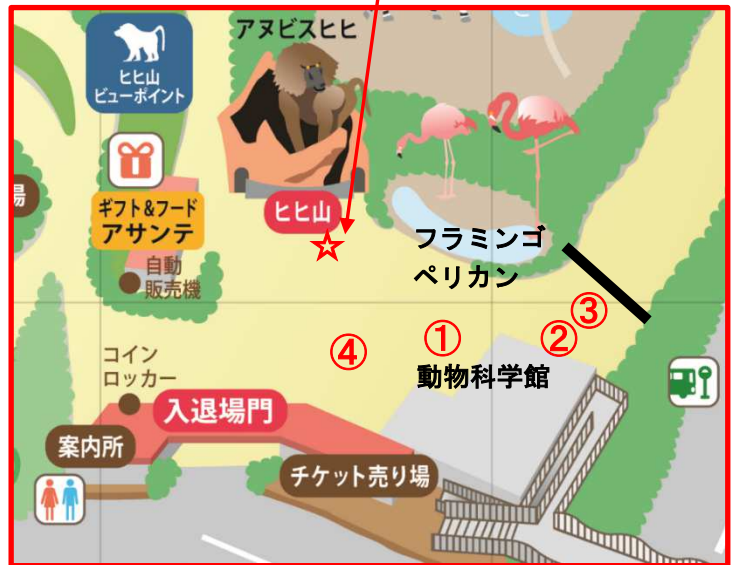 アヌビスヒヒ
ヒヒ山
ビューポイント
場
ギフト&フード
アサンテ
ヒヒ山
フラミンゴ
ペリカン
自動
販売機
③
②
①
④
動物科学館
コイン
ロッカー
入退場門
案内所
チケット売り場